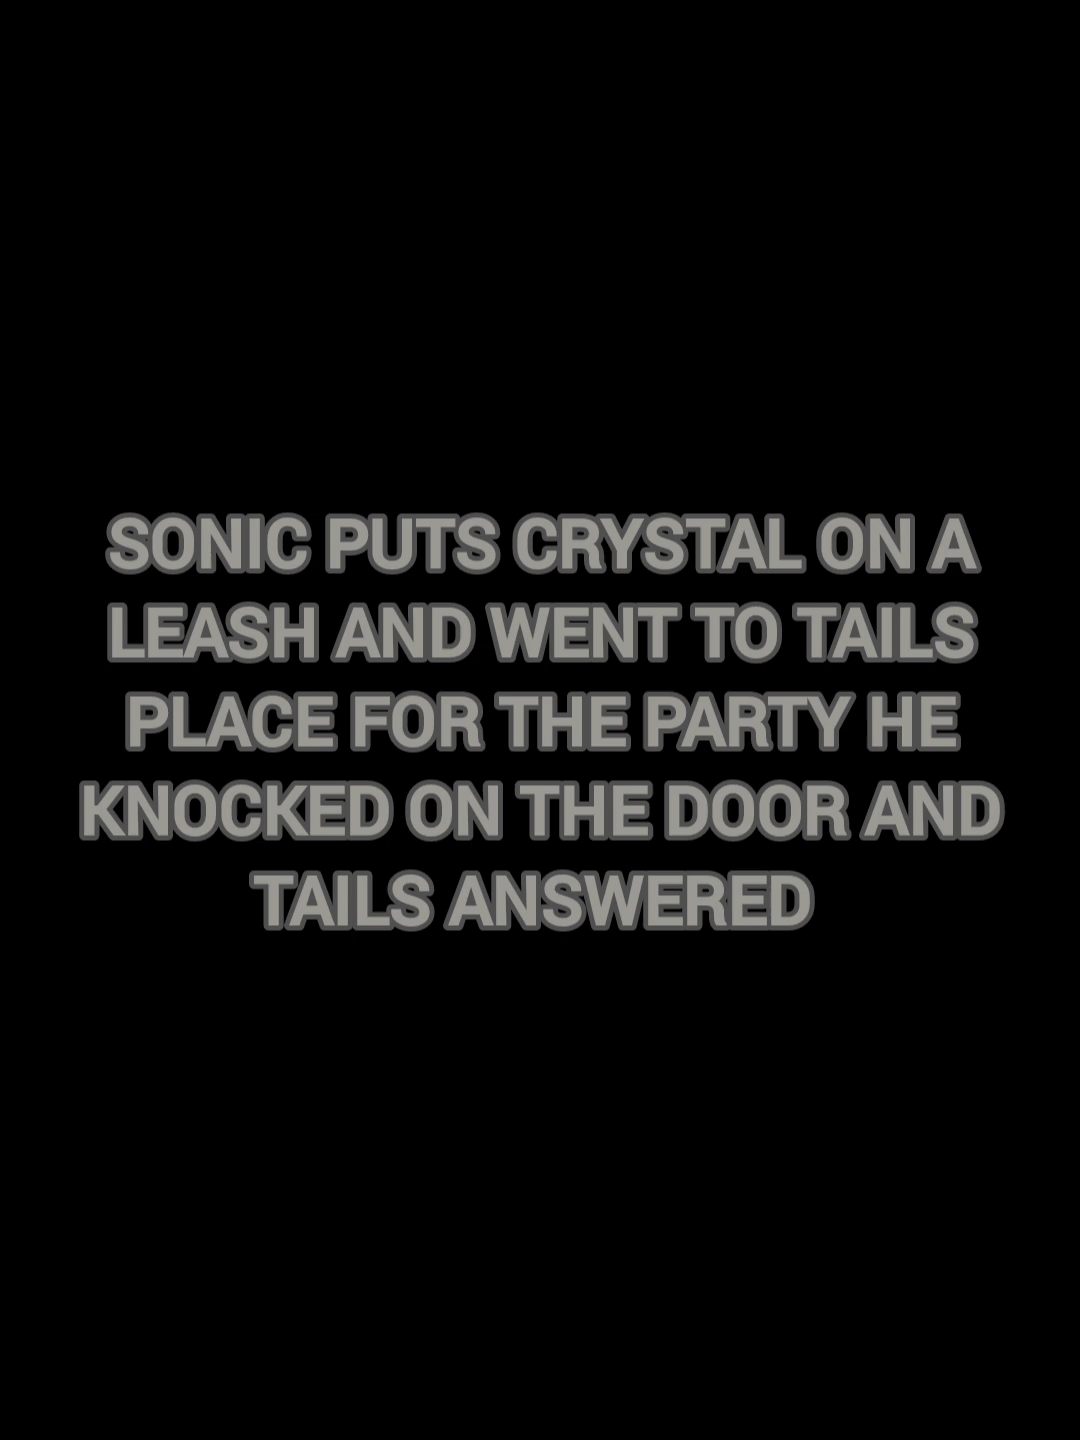 SONIC PUTS CRYSTAL ON A
LEASH AND WENT TO TAILS
PLACE FOR THE PARTY HE
KNOCKED ON THE DOOR AND
TAILS ANSWERED